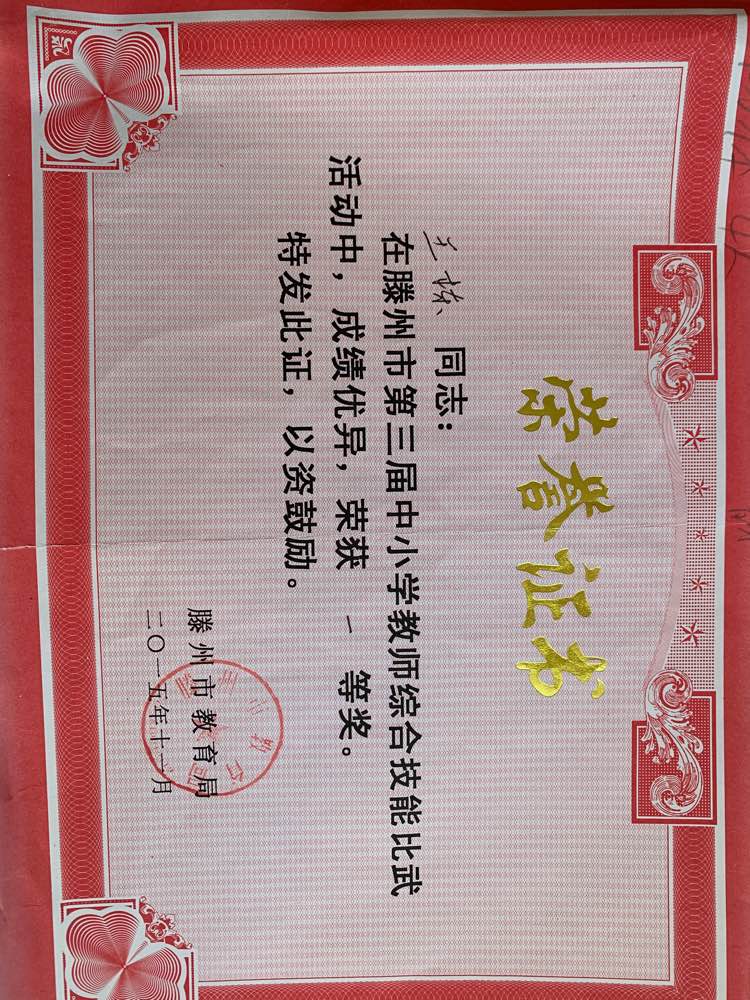 荣誉证书
王栋 同志：
在滕州市第三届中小学教师综合技能比武
活动中，成绩优异，荣获 一 等奖。
特发此证，以资鼓励。
滕州市教育局
二〇一五年十一月